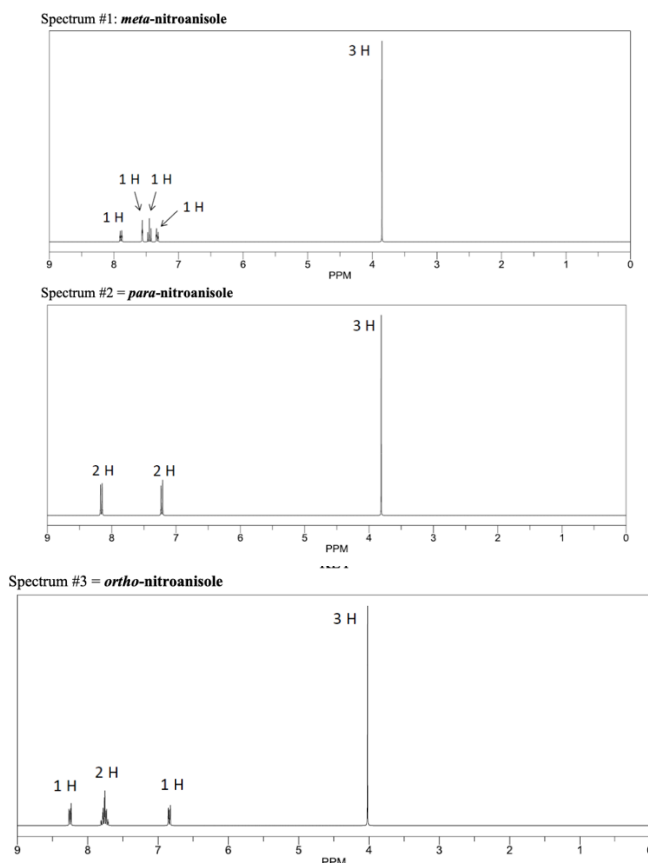 Spectrum #1: meta-nitroanisole
3 H
1 H 1 H
1 H 1 H
9 8 7 6 5 4 3 2 1 0
PPM
Spectrum #2 = para-nitroanisole
3 H
2 H 2 H
9 8 7 6 5 4 3 2 1 0
PPM
Spectrum #3 = ortho-nitroanisole
3 H
2 H
1 H 1 H
9 8 7 6 5 4 3 2 1 0
PPM